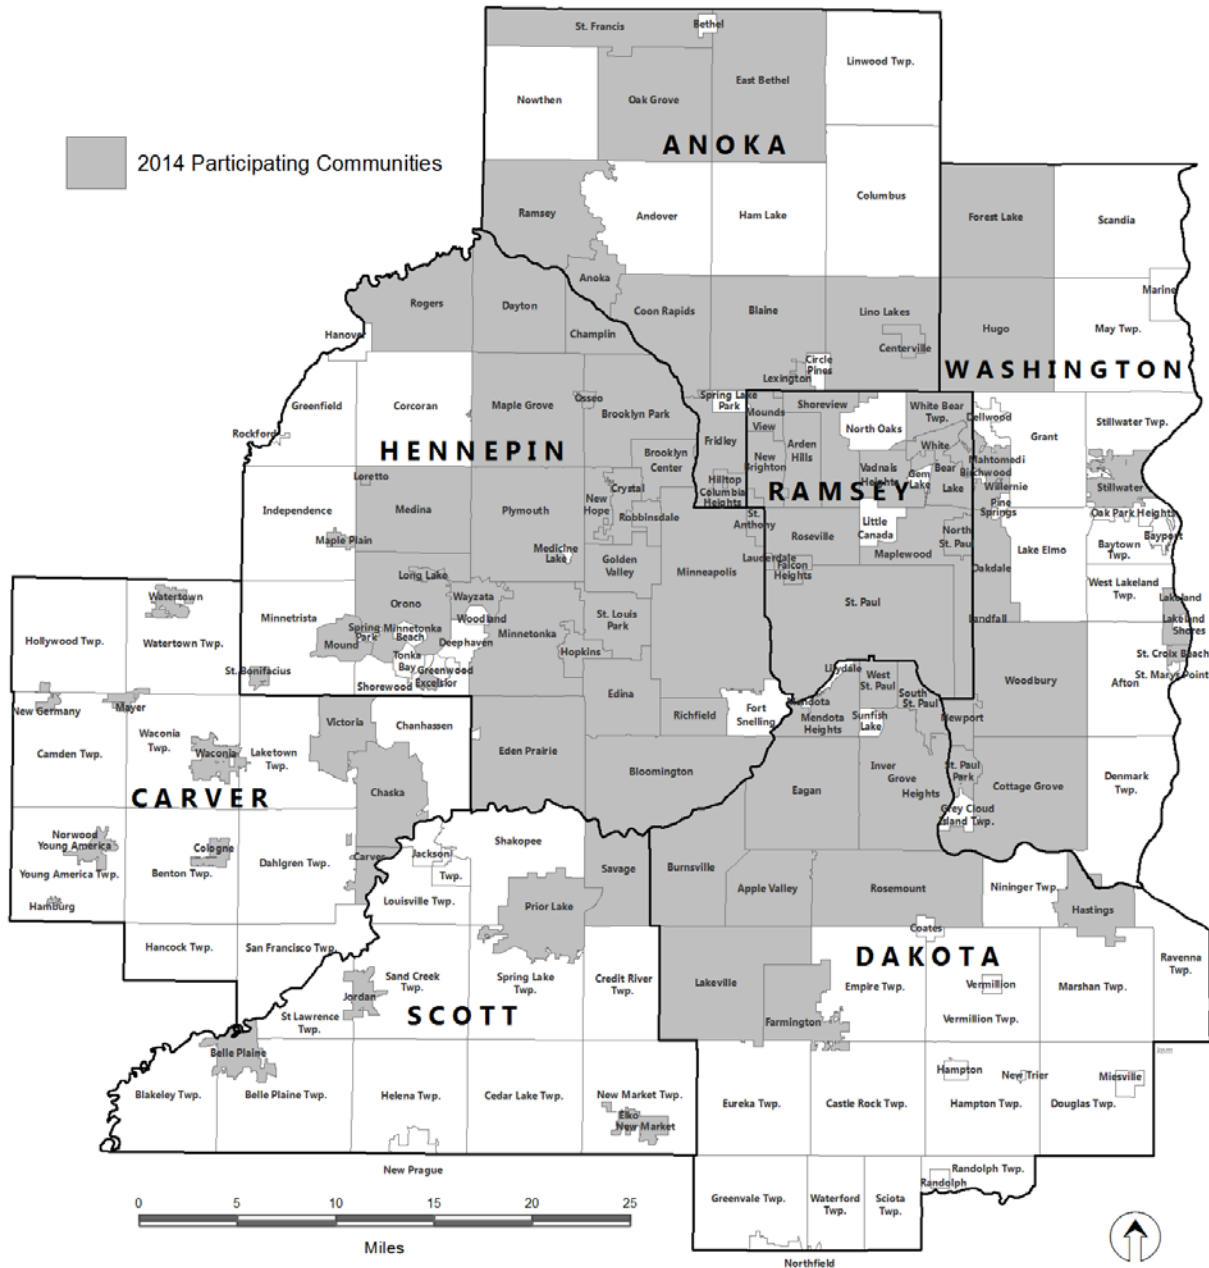 St. Francis
Bethel
Linwood Twp.
East Bethel
Nowthen
Oak Grove
ANOKA
2014 Participating Communities
Columbus
Ramsey
Andover
Ham Lake
Forest Lake
Scandia
Anoka
Marine
Rogers
Dayton
Coon Rapids
Blaine
Lino Lakes
Hugo
May Twp.
Hanover
Champlin
Centerville
Circle
Pines
WASHINGTON
Lexington
Spring Lake
Park
Shoreview
Greenfield
Corcoran
Maple Grove
Osseo
Brooklyn Park
Mounds
View
White Bear
Twp.
Dellwood
Stillwater Twp.
North Oaks
Rockford
Fridley
Arden
Hills
White
Bear
Lake
Grant
HENNEPIN
Brooklyn
Center
New
Brighton
Vadnais
Heights
Gem
Lake
Mahtomedi
Birchwood
Willernie
Loretto
Crystal
Hilltop
Columbia
Heights
RAMSEY
Stillwater
Independence
Medina
Plymouth
New
Hope
Robbinsdale
St.
Anthony
Little
Canada
Pine
Springs
Oak Park Heights
Bayport
Maple Plain
Medicine
Lake
Golden
Valley
Minneapolis
Roseville
Maplewood
North
St. Paul
Lake Elmo
Baytown
Twp.
Lauderdale
Falcon
Heights
Oakdale
Long Lake
Orono
Wayzata
West Lakeland
Twp.
Watertown
Minnetrista
Woodland
St. Louis
Park
St. Paul
Landfall
Lakeland
Lakeland
Shores
Hollywood Twp.
Watertown Twp.
Spring
Park
Minnetonka
Beach
Mound
Deephaven
Minnetonka
Hopkins
St. Croix Beach
St. Marys Point
St. Bonifacius
Tonka
Bay
Greenwood
Excelsior
Shorewood
Edina
Lilydale
West
St. Paul
South
St. Paul
Woodbury
Afton
New Germany
Mayer
Victoria
Chanhassen
Richfield
Fort
Snelling
Mendota
Mendota
Heights
Sunfish
Lake
Newport
Camden Twp.
Waconia
Twp.
Waconia
Laketown
Twp.
Eden Prairie
Bloomington
Eagan
Inver
Grove
Heights
St. Paul
Park
Cottage Grove
Denmark
Twp.
CARVER
Chaska
Grey Cloud
Island Twp.
Norwood
Young America
Cologne
Shakopee
Young America Twp.
Benton Twp.
Dahlgren Twp.
Carver
Jackson
Twp.
Savage
Burnsville
Apple Valley
Rosemount
Nininger Twp.
Hamburg
Louisville Twp.
Prior Lake
Hastings
Coates
Hancock Twp.
San Francisco Twp.
DAKOTA
Ravenna
Twp.
Sand Creek
Twp.
Spring Lake
Twp.
Credit River
Twp.
Lakeville
Empire Twp.
Vermillion
Marshan Twp.
Jordan
SCOTT
St Lawrence
Twp.
Farmington
Vermillion Twp.
Belle Plaine
Hampton
New Trier
Miesville
Blakeley Twp.
Belle Plaine Twp.
Helena Twp.
Cedar Lake Twp.
New Market Twp.
Elko
New Market
Eureka Twp.
Castle Rock Twp.
Hampton Twp.
Douglas Twp.
New Prague
Randolph Twp.
Randolph
Greenvale Twp.
Waterford
Twp.
Sciota
Twp.
0 5 10 15 20 25
Miles
Northfield